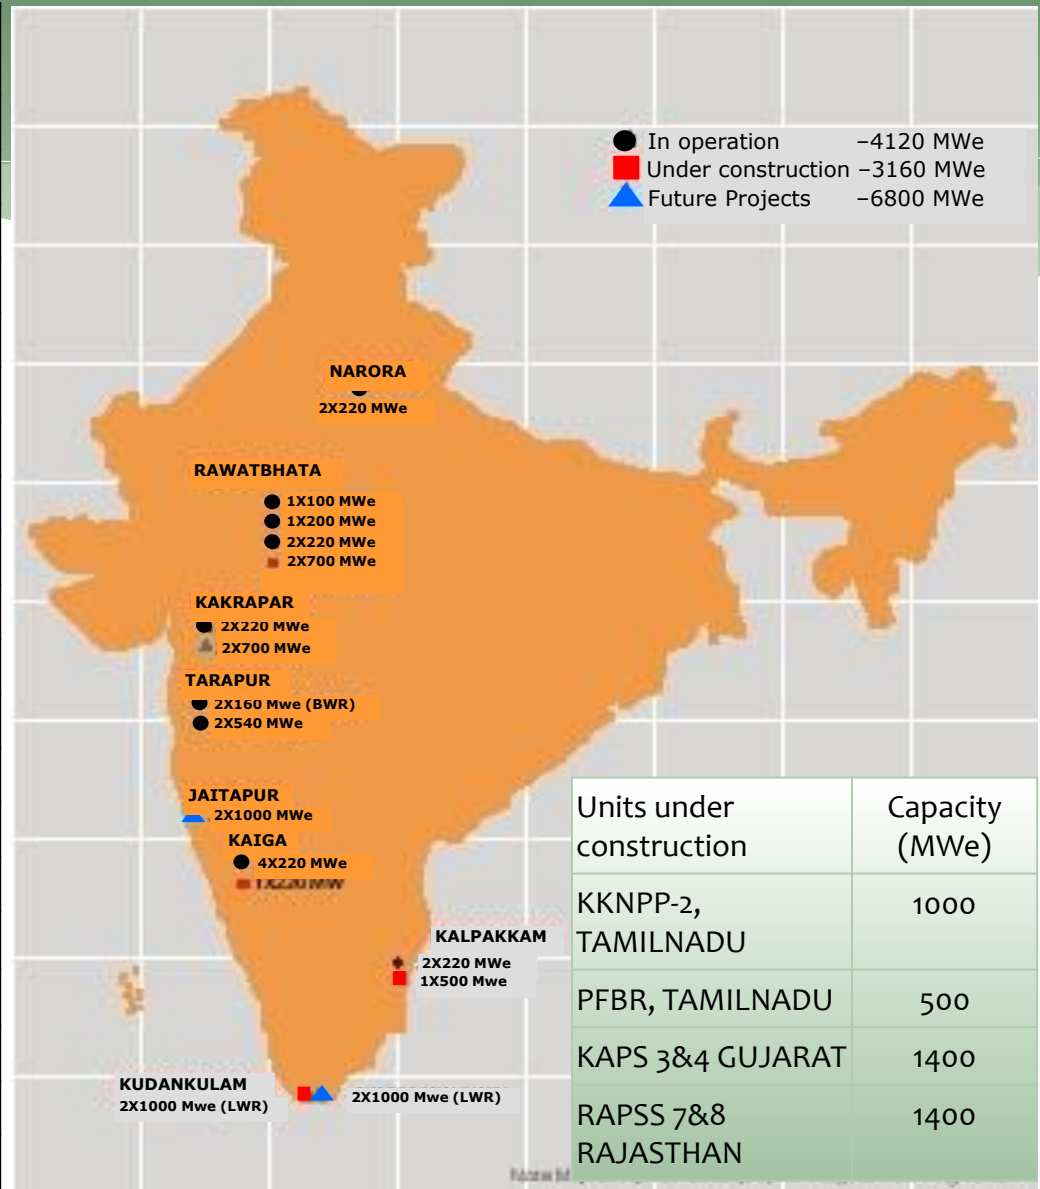 In operation –4120 MWe
Under construction –3160 MWe
Future Projects –6800 MWe
NARORA
2X220 MWe
RAWATBHATA
1X100 MWe
1X200 MWe
2X220 MWe
2X700 MWe
KAKRAPAR
2X220 MWe
2X700 MWe
TARAPUR
2X160 Mwe (BWR)
2X540 MWe
JAITAPUR
2X1000 MWe
KAIGA
4X220 MWe
1X220 MW
KALPAKKAM
2X220 MWe
1X500 Mwe
KUDANKULAM
2X1000 Mwe (LWR)
2X1000 Mwe (LWR)
Units under Capacity
construction (MWe)
KKNPP-2, 1000
TAMILNADU
PFBR, TAMILNADU 500
KAPS 3&4 GUJARAT 1400
RAPSS 7&8 1400
RAJASTHAN